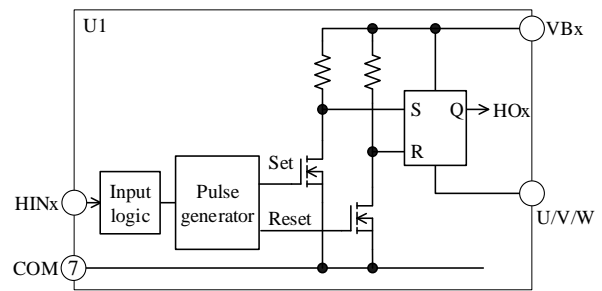 U1
VBx
S
Q
HOx
R
Set
Input
logic
Pulse
generator
HINx
U/V/W
Reset
COM
7